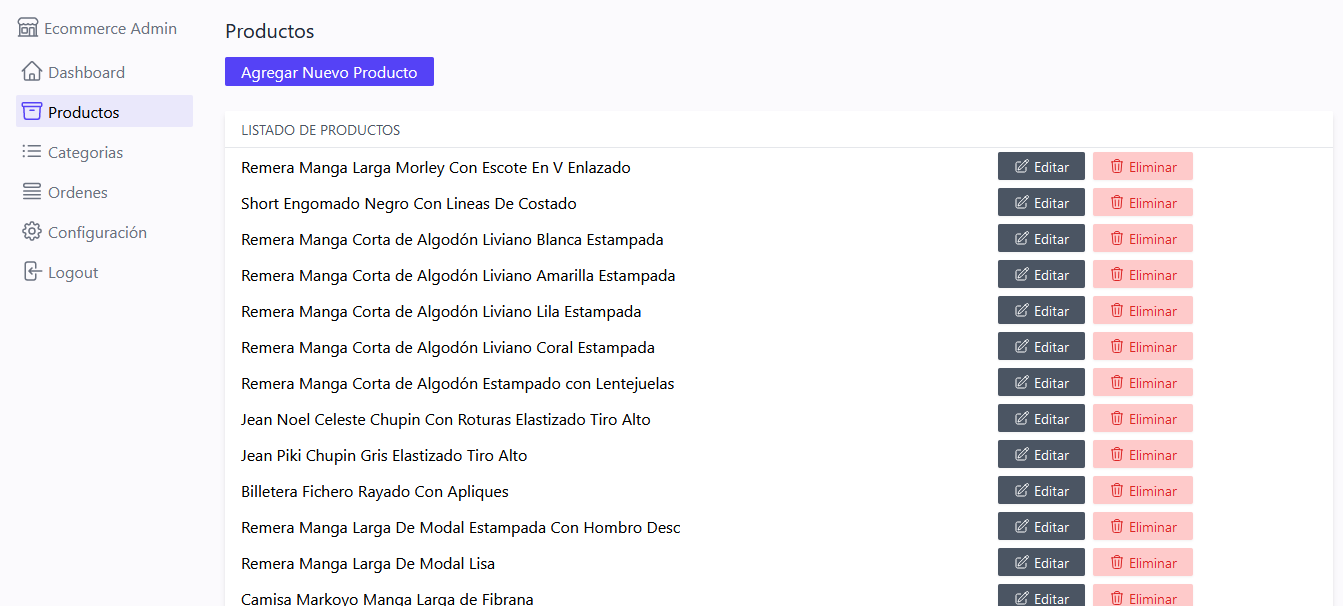 Ecommerce Admin
Dashboard
Productos
Categorias
Ordenes
Configuración
Logout
Productos
Agregar Nuevo Producto
LISTADO DE PRODUCTOS
Remera Manga Larga Morley Con Escote En V Enlazado Editar Eliminar
Short Engomado Negro Con Lineas De Costado Editar Eliminar
Remera Manga Corta de Algodón Liviano Blanca Estampada Editar Eliminar
Remera Manga Corta de Algodón Liviano Amarilla Estampada Editar Eliminar
Remera Manga Corta de Algodón Liviano Lila Estampada Editar Eliminar
Remera Manga Corta de Algodón Liviano Coral Estampada Editar Eliminar
Remera Manga Corta de Algodón Estampado con Lentejuelas Editar Eliminar
Jean Noel Celeste Chupin Con Roturas Elastizado Tiro Alto Editar Eliminar
Jean Piki Chupin Gris Elastizado Tiro Alto Editar Eliminar
Billetera Fichero Rayado Con Apliques Editar Eliminar
Remera Manga Larga De Modal Estampada Con Hombro Desc Editar Eliminar
Remera Manga Larga De Modal Lisa Editar Eliminar
Camisa Markoyo Manga Larga de Fibrana Editar Eliminar